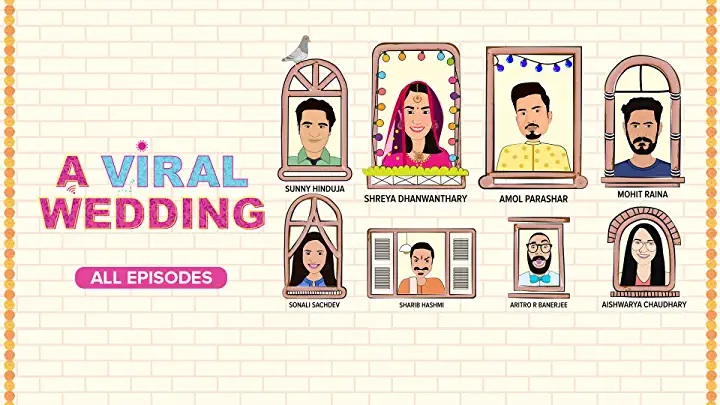 A VIRAL
WEDDING
ALL EPISODES
SUNNY HINDUJA
SHREYA DHANWANTHARY
AMOL PARASHAR
MOHIT RAINA
SONALI SACHDEV
SHARIB HASHMI
ARITRO R BANERJEE
AISHWARYA CHAUDHARY